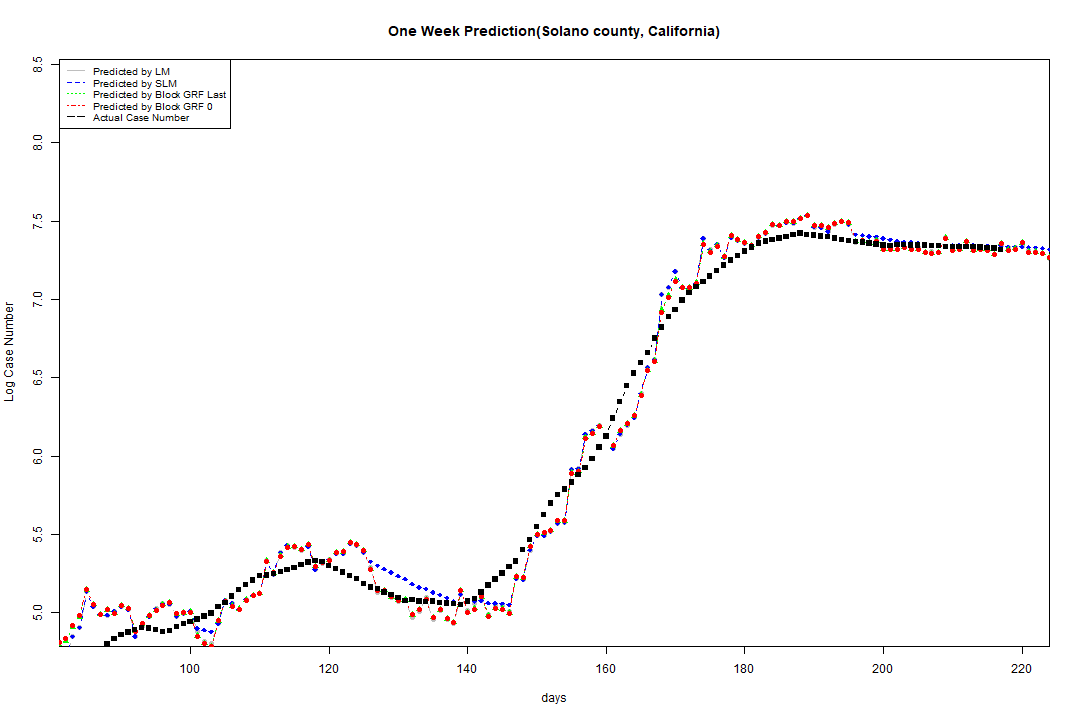 One Week Prediction(Solano county, California)
Predicted by LM
Predicted by SLM
Predicted by Block GRF Last
Predicted by Block GRF 0
Actual Case Number
8.5
8.0
7.5
7.0
6.5
6.0
5.5
5.0
Log Case Number
100 120 140 160 180 200 220
days